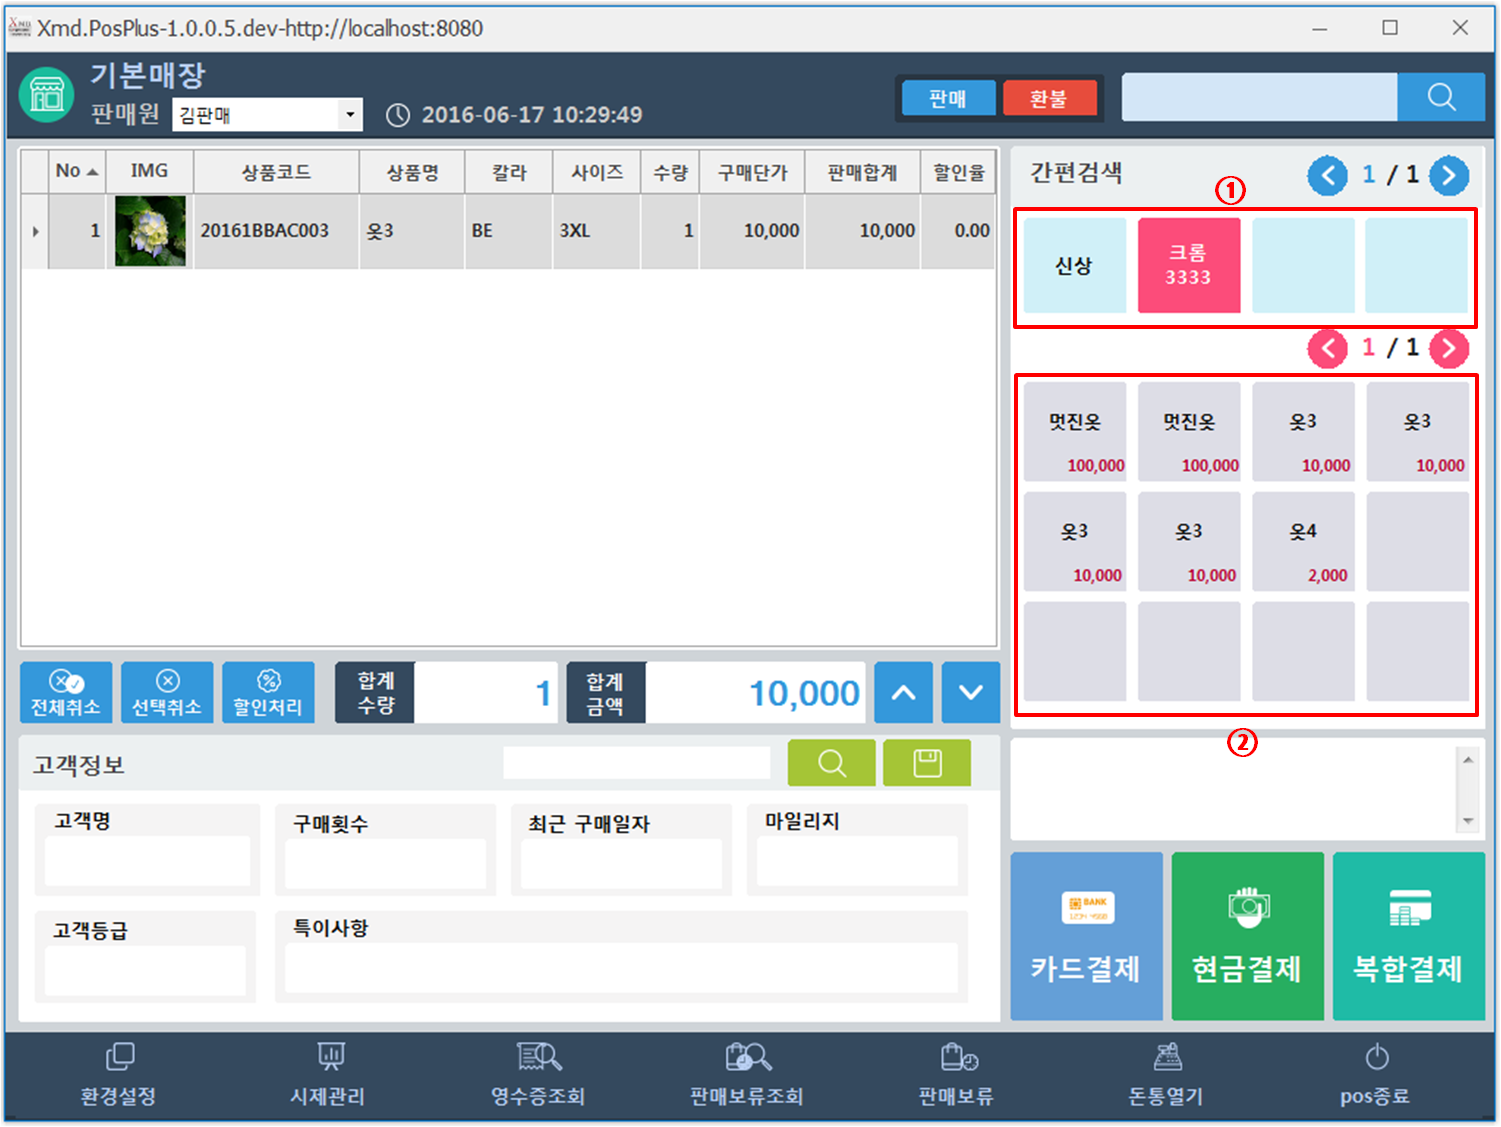 Xmd.PosPlus-1.0.0.5.dev-http://localhost:8080
기본매장
판매원 김판매 2016-06-17 10:29:49
판매 환불
No IMG 상품코드 상품명 칼라 사이즈 수량 구매단가 판매합계 할인율
1 20161BBAC003 옷3 BE 3XL 1 10,000 10,000 0.00
간편검색 1 / 1
①
신상
크롬
3333
1 / 1
멋진옷 멋진옷 옷3 옷3
100,000 100,000 10,000 10,000
옷3 옷3 옷4
10,000 10,000 2,000
②
전체취소 선택취소 할인처리
합계
수량
1
합계
금액
10,000
고객정보
고객명 구매횟수 최근 구매일자 마일리지
고객등급 특이사항
BANK
카드결제 현금결제 복합결제
환경설정 시제관리 영수증조회 판매보류조회 판매보류 돈통열기 pos종료